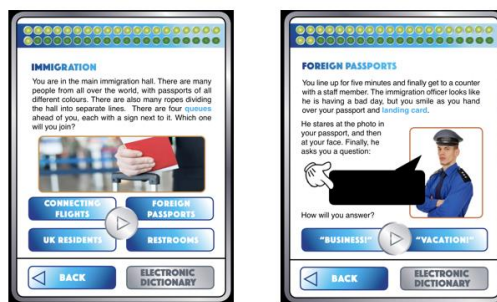 IMMIGRATION
You are in the main immigration hall. There are many
people from all over the world, with passports of all
different colours. There are also many ropes dividing
the hall into separate lines. There are four queues
ahead of you, each with a sign next to it. Which one
will you join?
CONNECTING
FLIGHTS
FOREIGN
PASSPORTS
UK RESIDENTS
RESTROOMS
BACK
ELECTRONIC
DICTIONARY
FOREIGN PASSPORTS
You line up for five minutes and finally get to a counter
with a staff member. The immigration officer looks like
he is having a bad day, but you smile as you hand
over your passport and landing card.
He stares at the photo in
your passport, and then
at your face. Finally, he
asks you a question:
How will you answer?
"BUSINESS!"
"VACATION!"
BACK
ELECTRONIC
DICTIONARY